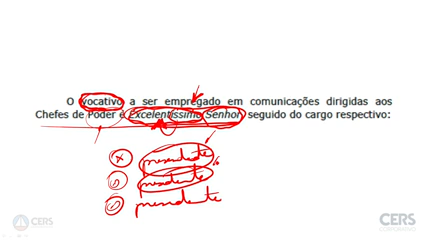 O vocativo a ser empregado em comunicações dirigidas aos
Chefes de Poder é Excelentíssimo Senhor, seguido do cargo respectivo:
presidente
presidente
presidente
CERS
CERS
CORPORATIVO